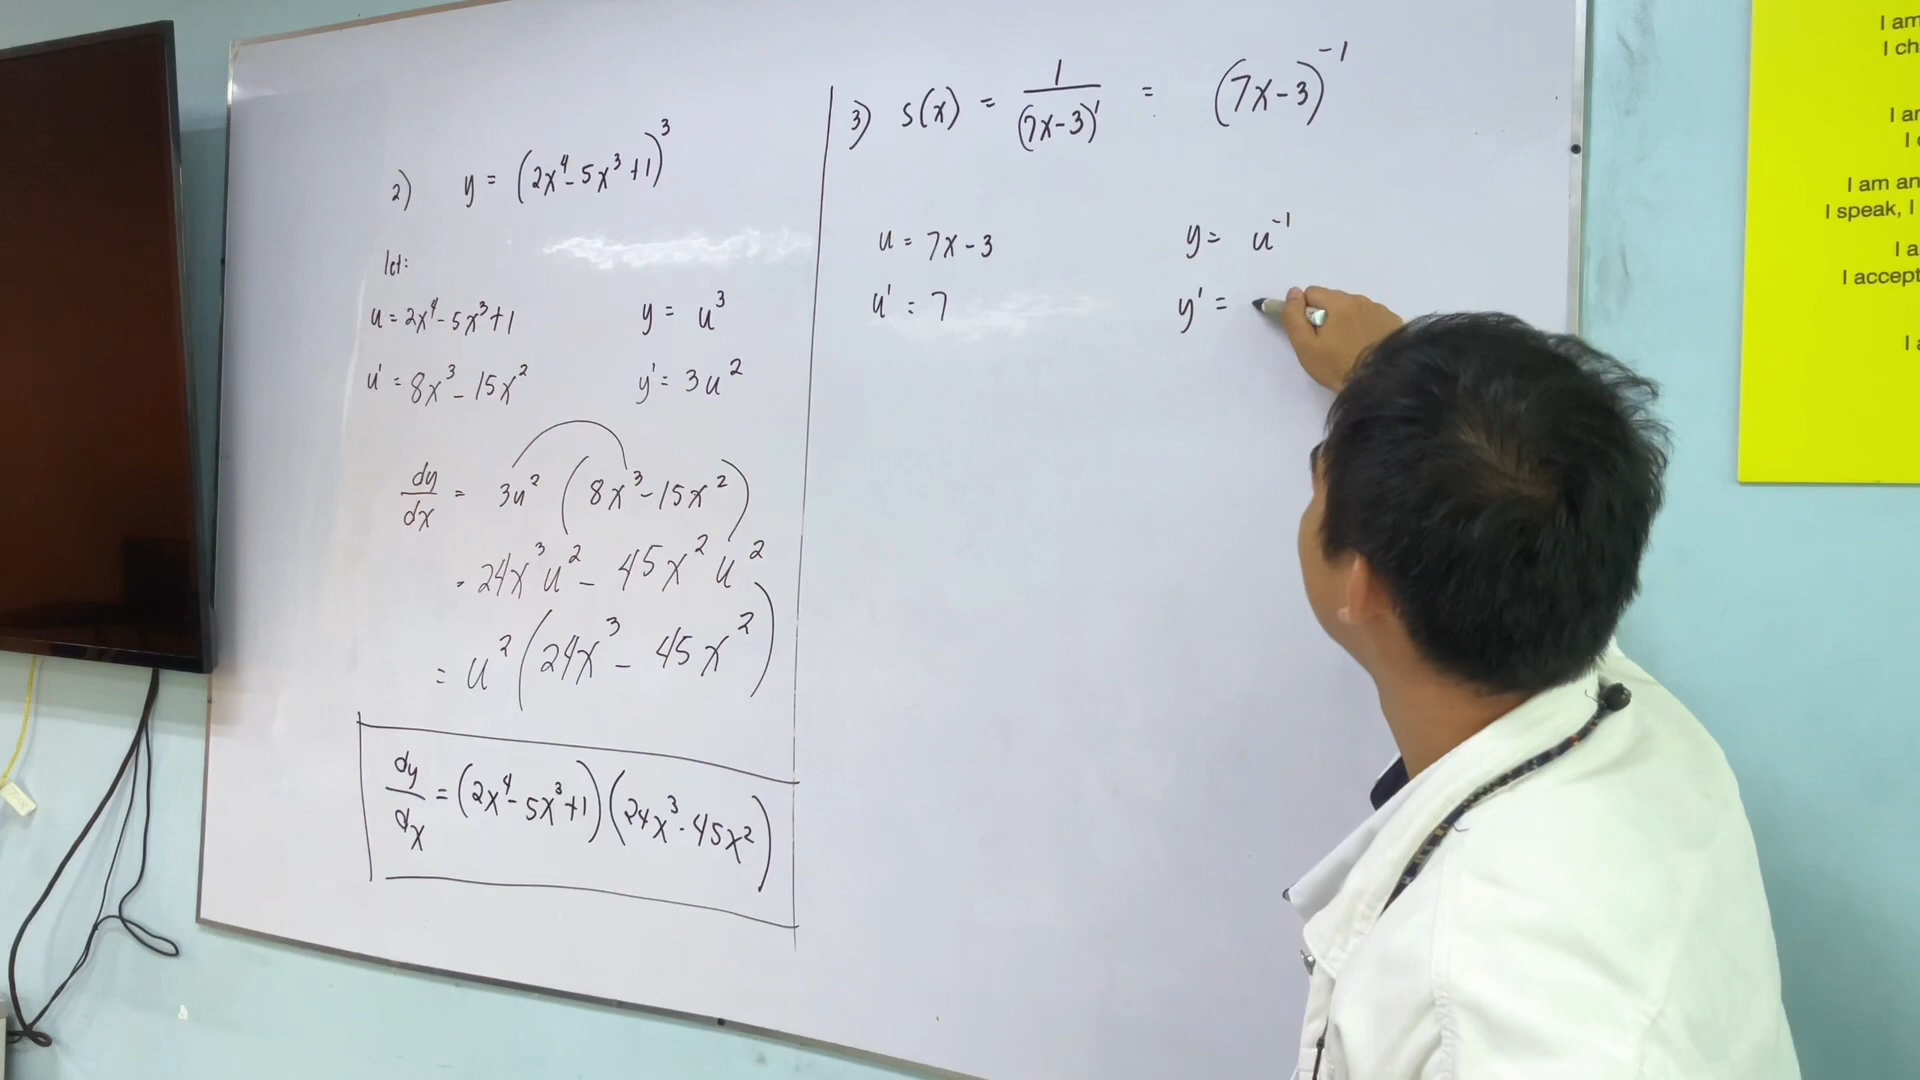 2) y = (2x⁴ - 5x³ + 1)³
let:
u = 2x⁴ - 5x³ + 1
y = u³
u' = 8x³ - 15x²
y' = 3u²
dy/dx = 3u² (8x³ - 15x²)
= 24x³u² - 45x²u²
= u² (24x³ - 45x²)
dy/dx = (2x⁴ - 5x³ + 1)(24x³ - 45x²)
3) s(x) = 1/(7x-3)¹ = (7x-3)⁻¹
u = 7x - 3
y = u⁻¹
u' = 7
y' =
I am
I ch
I am an
I speak, I
I a
I accept